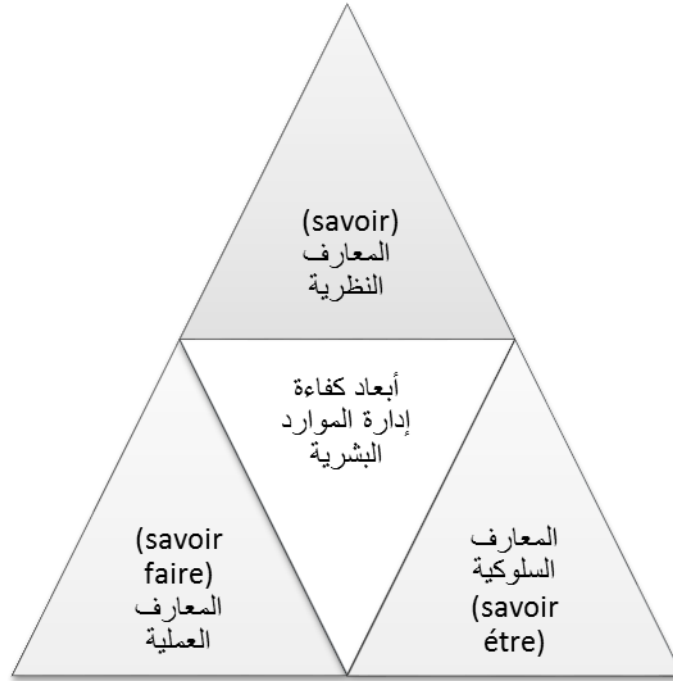 (savoir)
المعارف
النظرية
أبعاد كفاءة
إدارة الموارد
البشرية
المعارف
السلوكية
(savoir
étre)
(savoir
faire)
المعارف
العملية